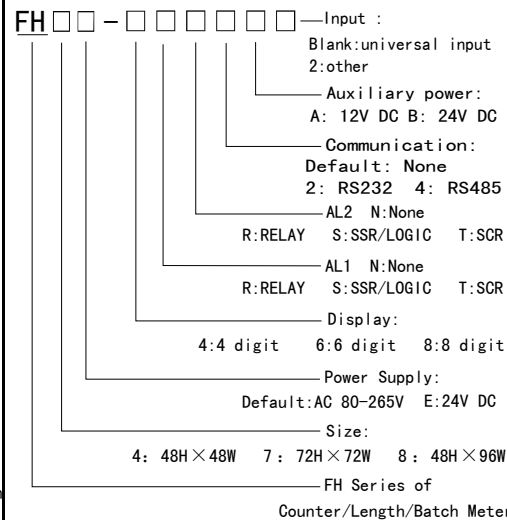 FH□□-□□□□□□
Input :
Blank:universal input
2:other
Auxiliary power:
A: 12V DC B: 24V DC
Communication:
Default: None
2: RS232 4: RS485
AL2 N:None
R:RELAY S:SSR/LOGIC T:SCR
AL1 N:None
R:RELAY S:SSR/LOGIC T:SCR
Display:
4:4 digit 6:6 digit 8:8 digit
Power Supply:
Default:AC 80-265V E:24V DC
Size:
4: 48H×48W 7: 72H×72W 8: 48H×96W
FH Series of
Counter/Length/Batch Meter